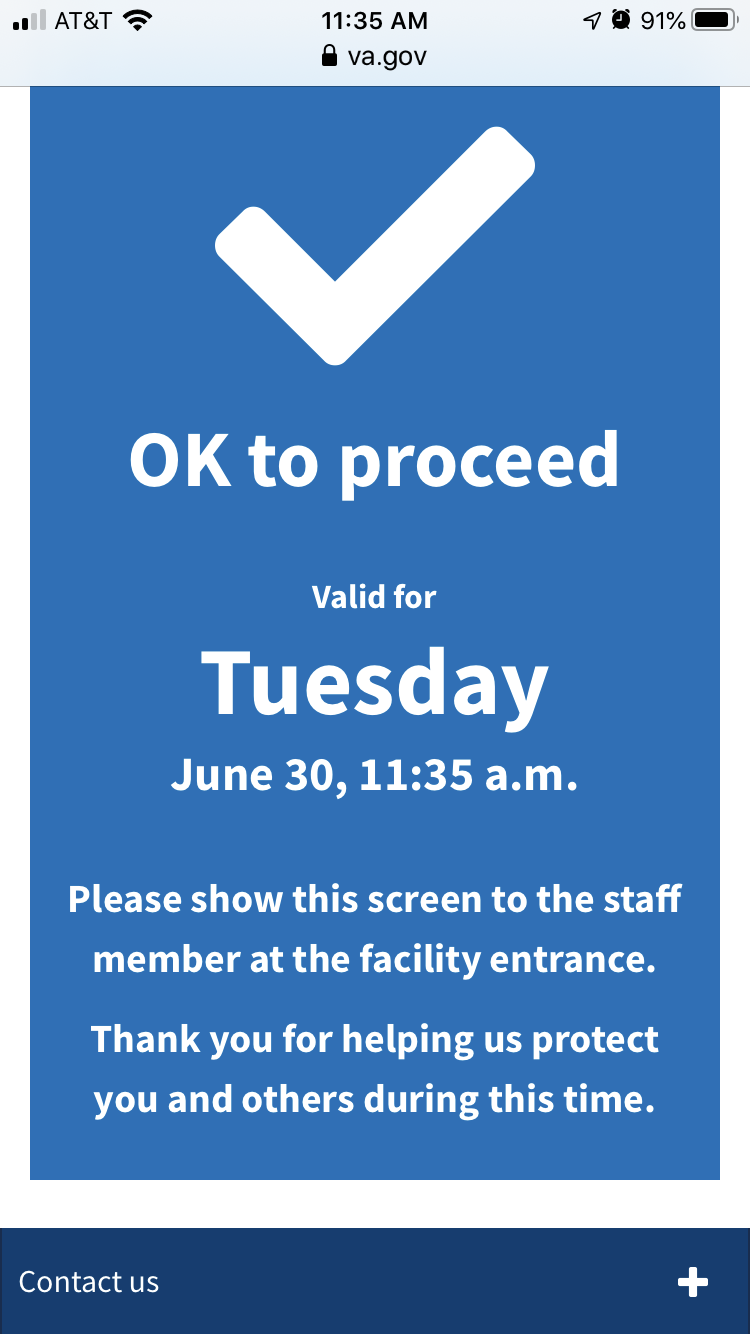 AT&T 11:35 AM 91%
va.gov
OK to proceed
Valid for
Tuesday
June 30, 11:35 a.m.
Please show this screen to the staff
member at the facility entrance.
Thank you for helping us protect
you and others during this time.
Contact us